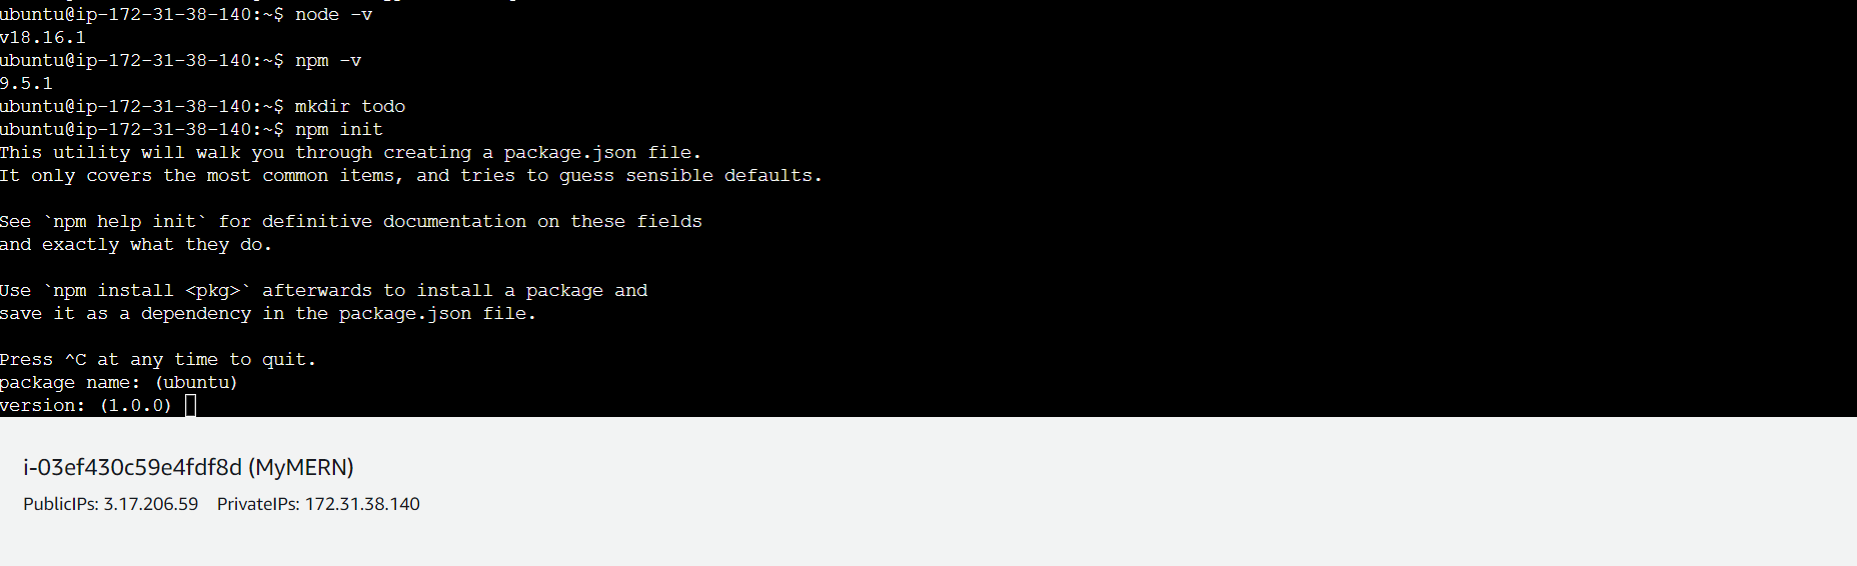 ubuntu@ip-172-31-38-140:~$ node -v
v18.16.1
ubuntu@ip-172-31-38-140:~$ npm -v
9.5.1
ubuntu@ip-172-31-38-140:~$ mkdir todo
ubuntu@ip-172-31-38-140:~$ npm init
This utility will walk you through creating a package.json file.
It only covers the most common items, and tries to guess sensible defaults.
See `npm help init` for definitive documentation on these fields
and exactly what they do.
Use `npm install <pkg>` afterwards to install a package and
save it as a dependency in the package.json file.
Press ^C at any time to quit.
package name: (ubuntu)
version: (1.0.0)
i-03ef430c59e4fdf8d (MyMERN)
PublicIPs: 3.17.206.59 PrivateIPs: 172.31.38.140